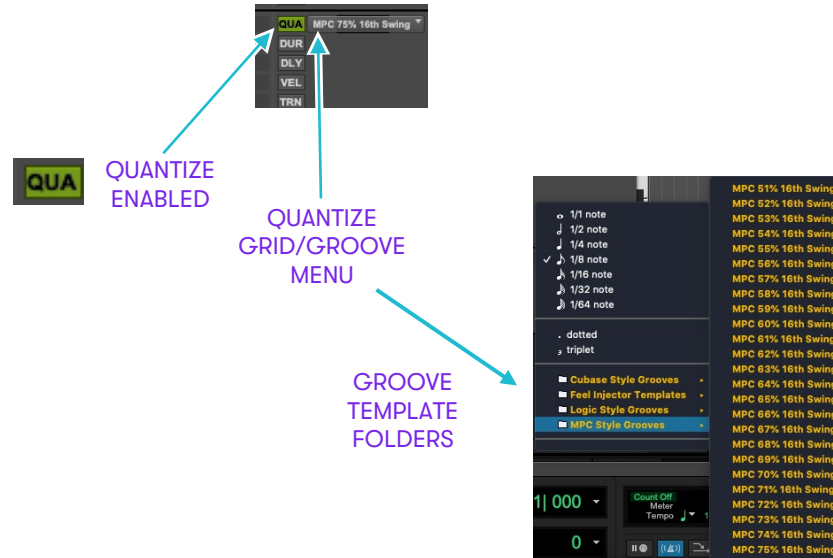 QUA MPC 75% 16th Swing
DUR
DLY
VEL
TRN
QUA
QUANTIZE
ENABLED
QUANTIZE
GRID/GROOVE
MENU
GROOVE
TEMPLATE
FOLDERS
1/1 note
1/2 note
1/4 note
✓ 1/8 note
1/16 note
1/32 note
1/64 note
. dotted
3 triplet
Cubase Style Grooves
Feel Injector Templates
Logic Style Grooves
MPC Style Grooves
MPC 51% 16th Swing
MPC 52% 16th Swing
MPC 53% 16th Swing
MPC 54% 16th Swing
MPC 55% 16th Swing
MPC 56% 16th Swing
MPC 57% 16th Swing
MPC 58% 16th Swing
MPC 59% 16th Swing
MPC 60% 16th Swing
MPC 61% 16th Swing
MPC 62% 16th Swing
MPC 63% 16th Swing
MPC 64% 16th Swing
MPC 65% 16th Swing
MPC 66% 16th Swing
MPC 67% 16th Swing
MPC 68% 16th Swing
MPC 69% 16th Swing
MPC 70% 16th Swing
MPC 71% 16th Swing
MPC 72% 16th Swing
MPC 73% 16th Swing
MPC 74% 16th Swing
MPC 75% 16th Swing
1| 000
0
Count Off
Meter
Tempo